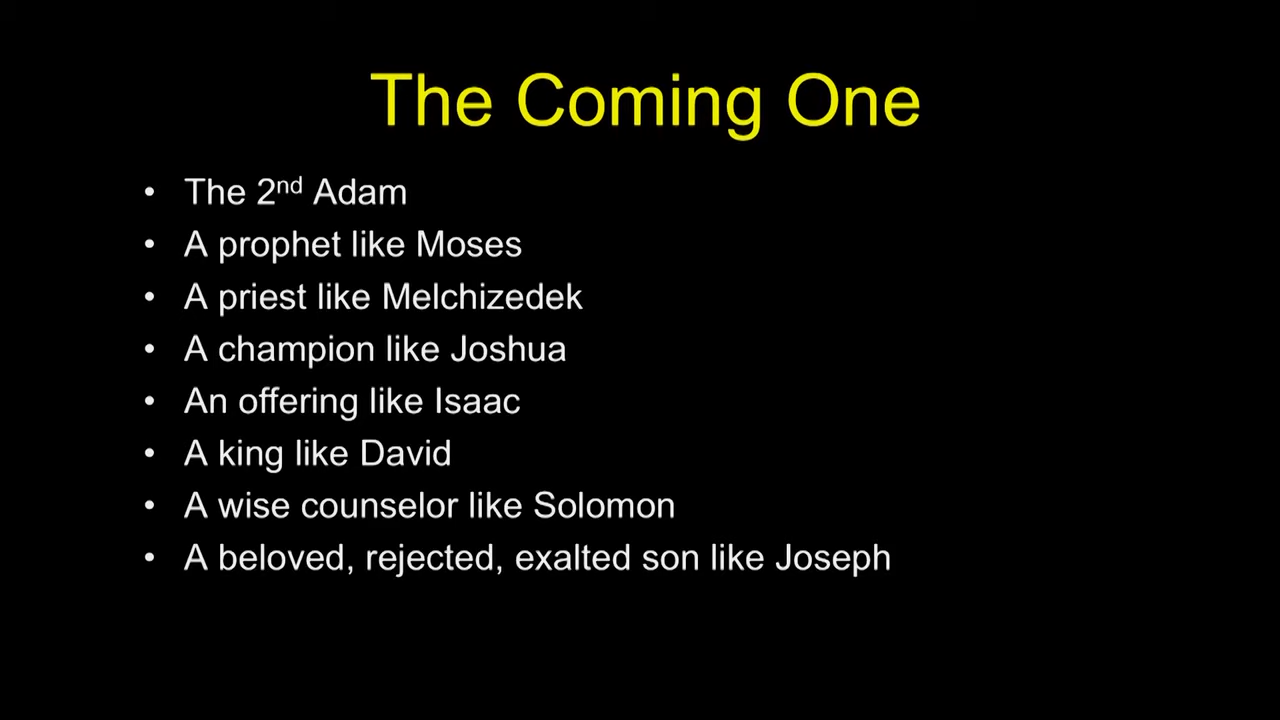 The Coming One
• The 2nd Adam
• A prophet like Moses
• A priest like Melchizedek
• A champion like Joshua
• An offering like Isaac
• A king like David
• A wise counselor like Solomon
• A beloved, rejected, exalted son like Joseph